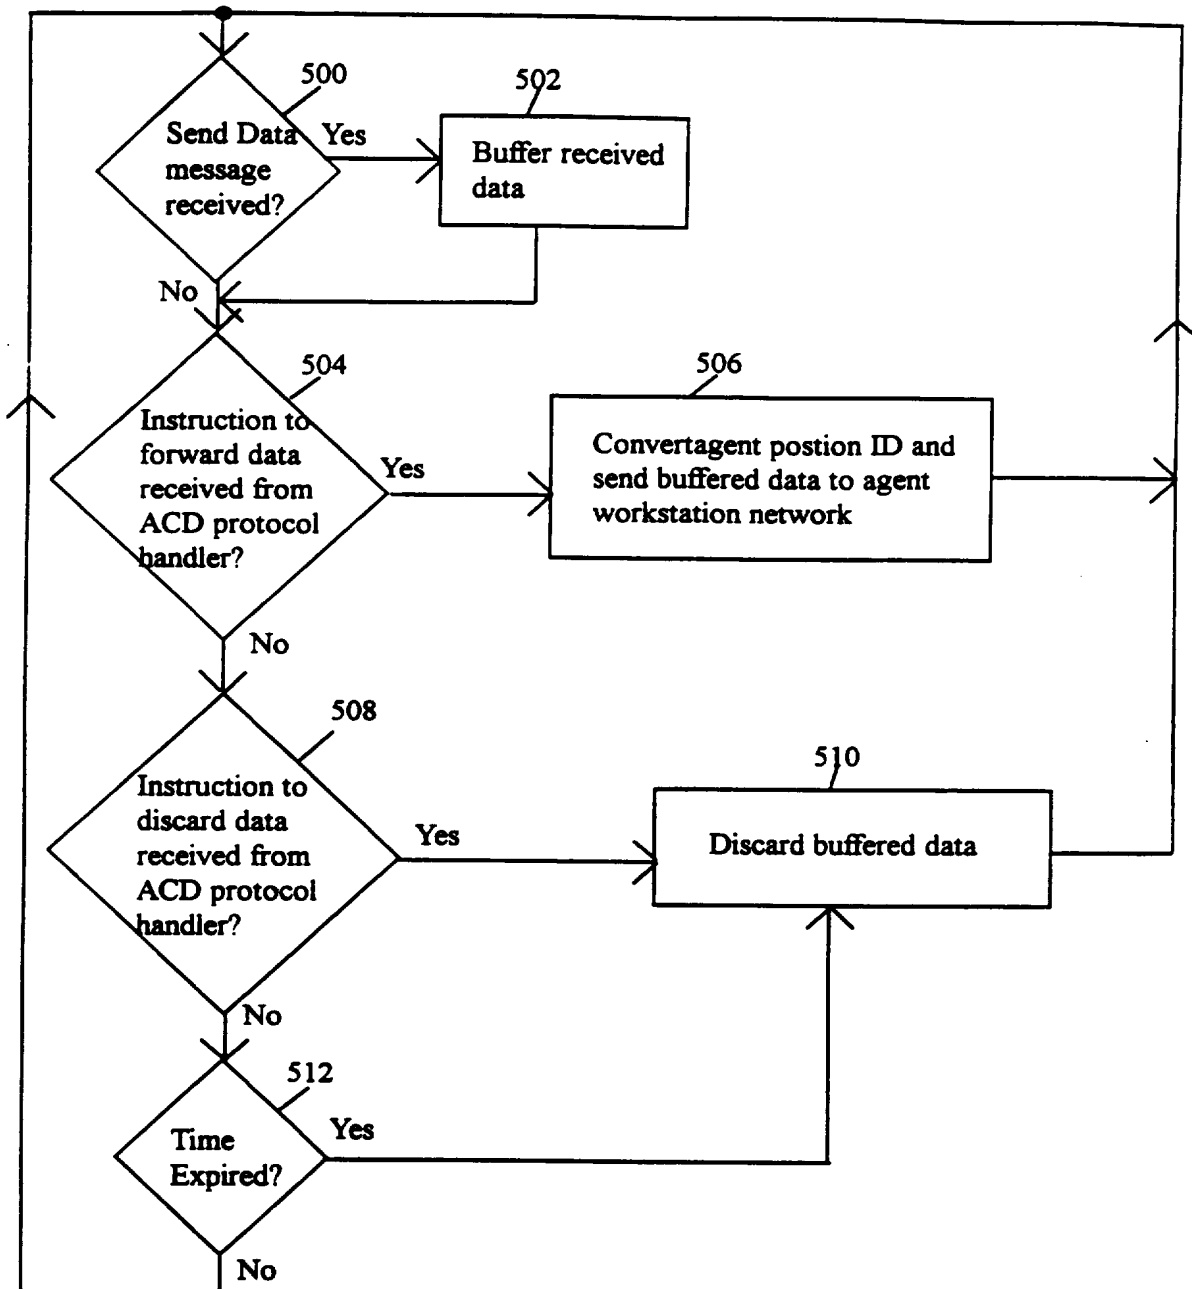 500
502
Send Data
message
received?
Yes
Buffer received
data
No
504
506
Instruction to
forward data
received from
ACD protocol
handler?
Yes
Convertagent postion ID and
send buffered data to agent
workstation network
No
508
510
Instruction to
discard data
received from
ACD protocol
handler?
Yes
Discard buffered data
No
512
Time
Expired?
Yes
No